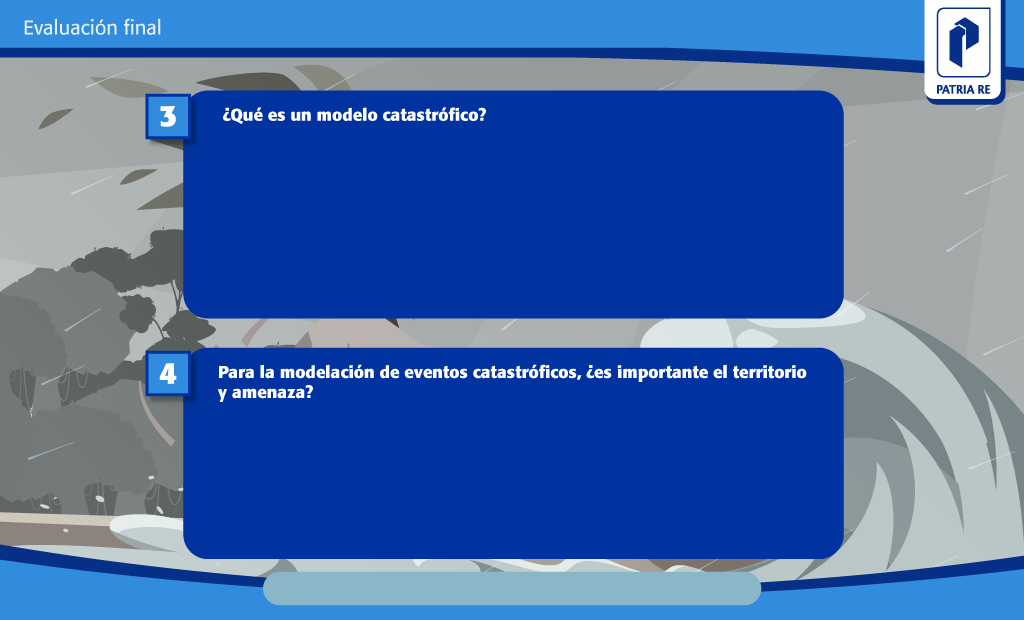 Evaluación final
PATRIA RE
3
¿Qué es un modelo catastrófico?
4
Para la modelación de eventos catastróficos, ¿es importante el territorio
y amenaza?